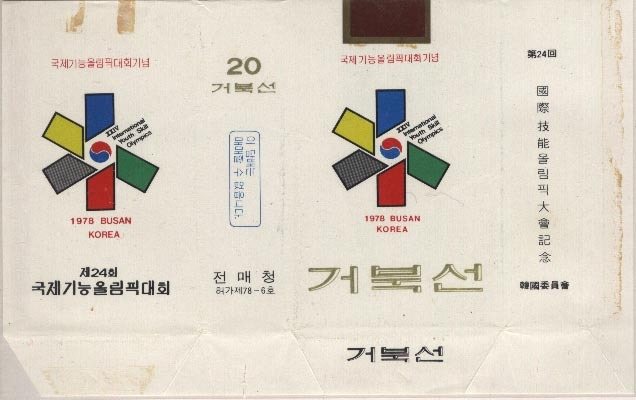 국제기능올림픽대회기념
XXIV
International
Youth Skill
Olympics
1978 BUSAN
KOREA
제24회
국제기능올림픽대회
20
거북선
전매청
허가제78-6호
국제기능올림픽대회기념
XXIV
International
Youth Skill
Olympics
1978 BUSAN
KOREA
거북선
거북선
第24回
國際技能올림픽大會記念
韓國委員會